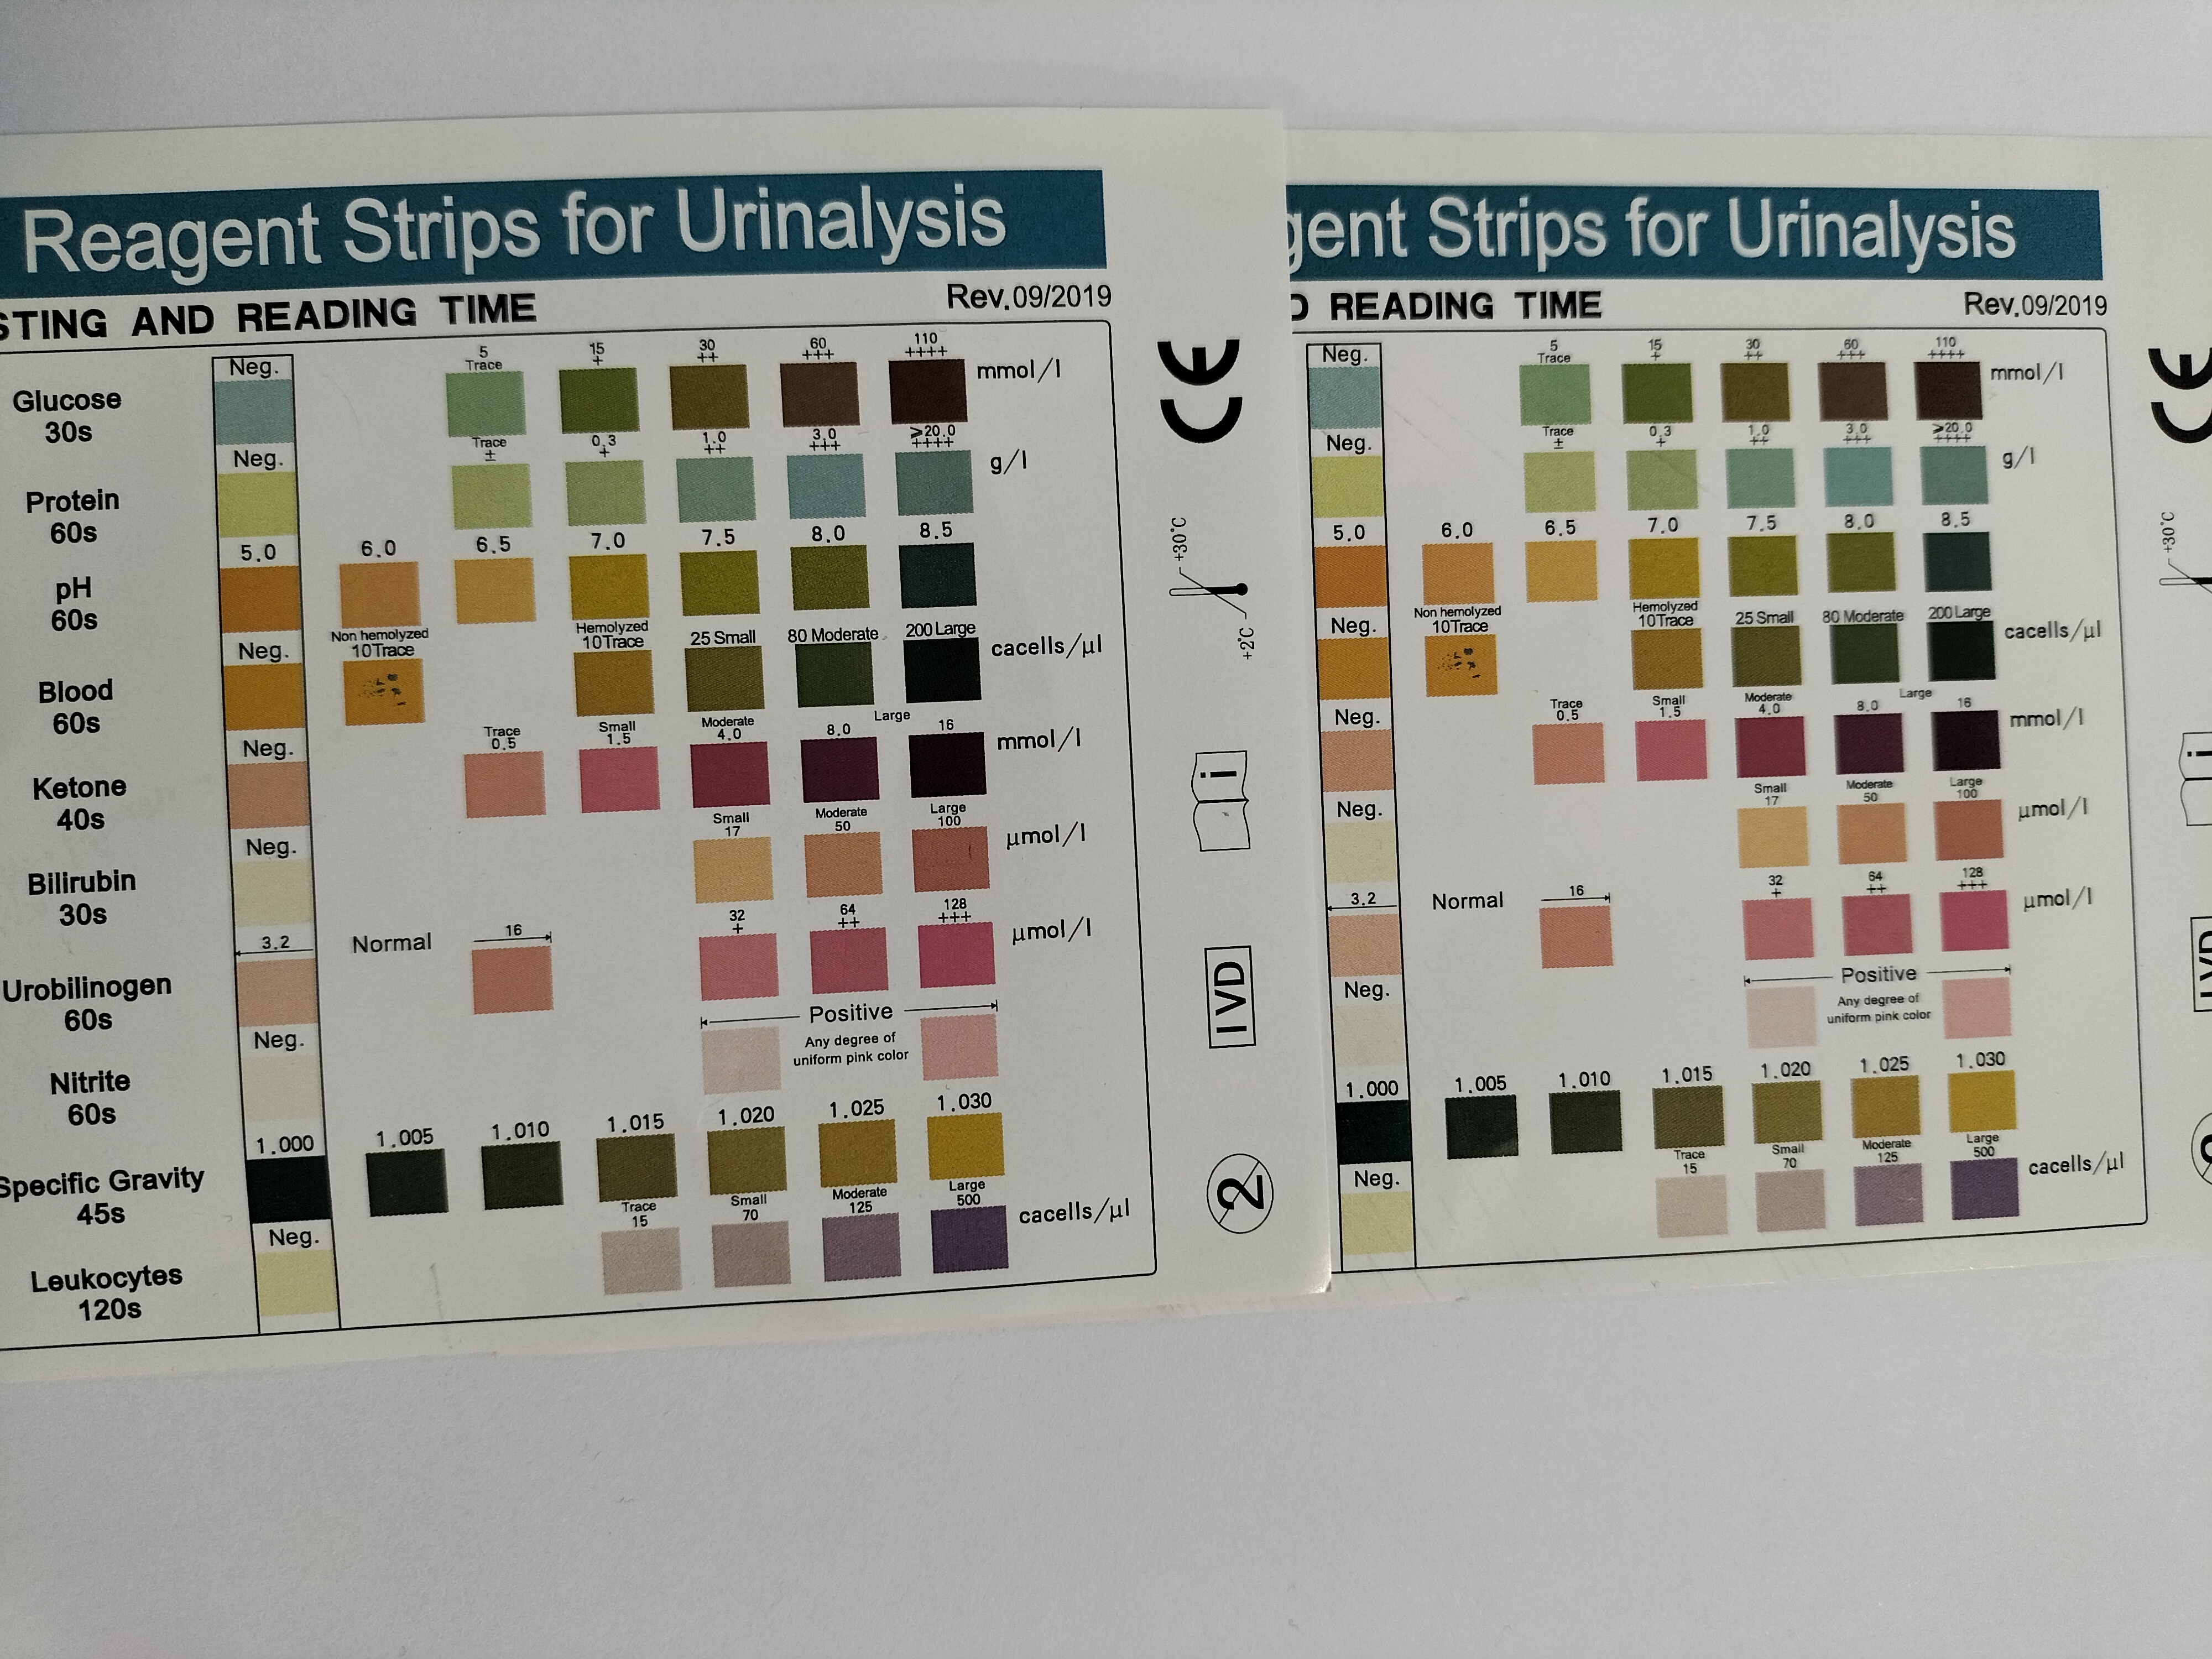 Reagent Strips for Urinalysis
STING AND READING TIME
Rev.09/2019
Glucose
30s
Neg.
5
Trace
15
+
30
++
60
+++
110
++++
mmol/l
Protein
60s
Neg.
Trace
±
0.3
+
1.0
++
3.0
+++
⩾20.0
++++
g/l
pH
60s
5.0 6.0 6.5 7.0 7.5 8.0 8.5
Blood
60s
Neg.
Non hemolyzed
10Trace
Hemolyzed
10Trace
25 Small
80 Moderate
200 Large
cacells/µl
Ketone
40s
Neg.
Trace
0.5
Small
1.5
Moderate
4.0
Large
8.0
16
mmol/l
Bilirubin
30s
Neg.
Small
17
Moderate
50
Large
100
µmol/l
Urobilinogen
60s
3.2
Normal
16
32
+
64
++
128
+++
µmol/l
Nitrite
60s
Neg.
Positive
Any degree of
uniform pink color
Specific Gravity
45s
1.000 1.005 1.010 1.015 1.020 1.025 1.030
Leukocytes
120s
Neg.
Trace
15
Small
70
Moderate
125
Large
500
cacells/µl
CE
+30°C
+2°C
i
IVD
2
gent Strips for Urinalysis
D READING TIME
Rev.09/2019
Neg.
5
Trace
15
+
30
++
60
+++
110
++++
mmol/l
Neg.
Trace
±
0.3
+
1.0
++
3.0
+++
⩾20.0
++++
g/l
5.0 6.0 6.5 7.0 7.5 8.0 8.5
Neg.
Non hemolyzed
10Trace
Hemolyzed
10Trace
25 Small
80 Moderate
200 Large
cacells/µl
Neg.
Trace
0.5
Small
1.5
Moderate
4.0
Large
8.0
16
mmol/l
Neg.
Small
17
Moderate
50
Large
100
µmol/l
3.2
Normal
16
32
+
64
++
128
+++
µmol/l
Neg.
Positive
Any degree of
uniform pink color
1.000 1.005 1.010 1.015 1.020 1.025 1.030
Neg.
Trace
15
Small
70
Moderate
125
Large
500
cacells/µl
CE
+30°C
i
IVD